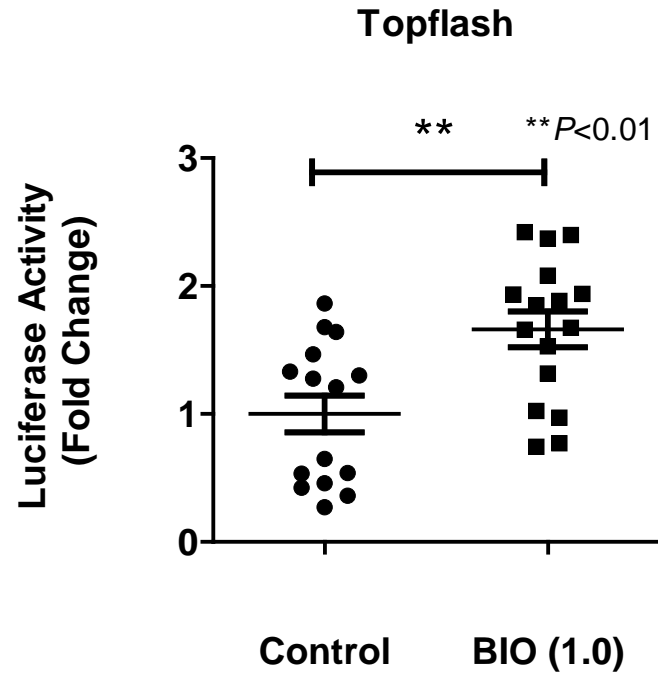 Topflash
**
**P<0.01
Luciferase Activity
(Fold Change)
3
2
1
0
Control
BIO (1.0)